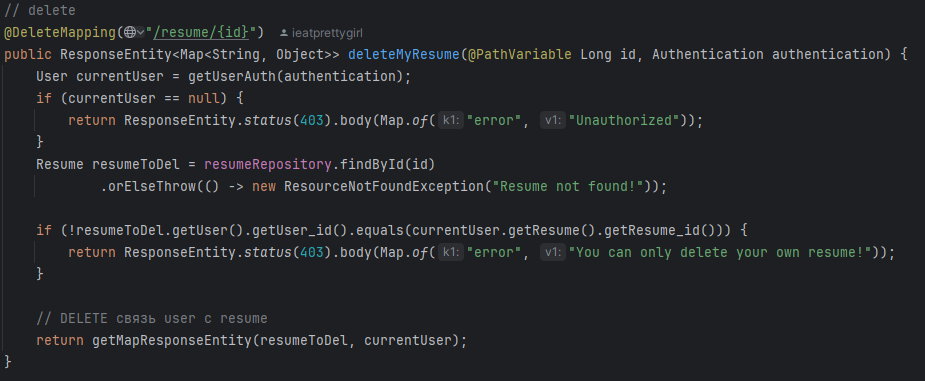 // delete
@DeleteMapping("/resume/{id}") ieatprettygirl
public ResponseEntity<Map<String, Object>> deleteMyResume(@PathVariable Long id, Authentication authentication) {
User currentUser = getUserAuth(authentication);
if (currentUser == null) {
return ResponseEntity.status(403).body(Map.of( k1: "error", v1: "Unauthorized"));
}
Resume resumeToDel = resumeRepository.findById(id)
.orElseThrow(() -> new ResourceNotFoundException("Resume not found!"));
if (!resumeToDel.getUser().getUser_id().equals(currentUser.getResume().getResume_id())) {
return ResponseEntity.status(403).body(Map.of( k1: "error", v1: "You can only delete your own resume!"));
}
// DELETE связь user с resume
return getMapResponseEntity(resumeToDel, currentUser);
}